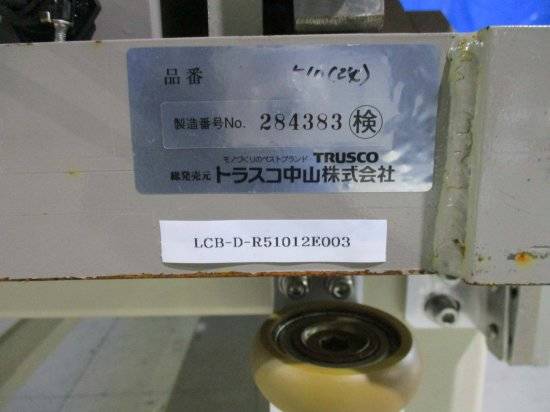 品番
製造番号No. 284383 検
モノづくりのベストブランド TRUSCO
総発売元 トラスコ中山株式会社
LCB-D-R51012E003